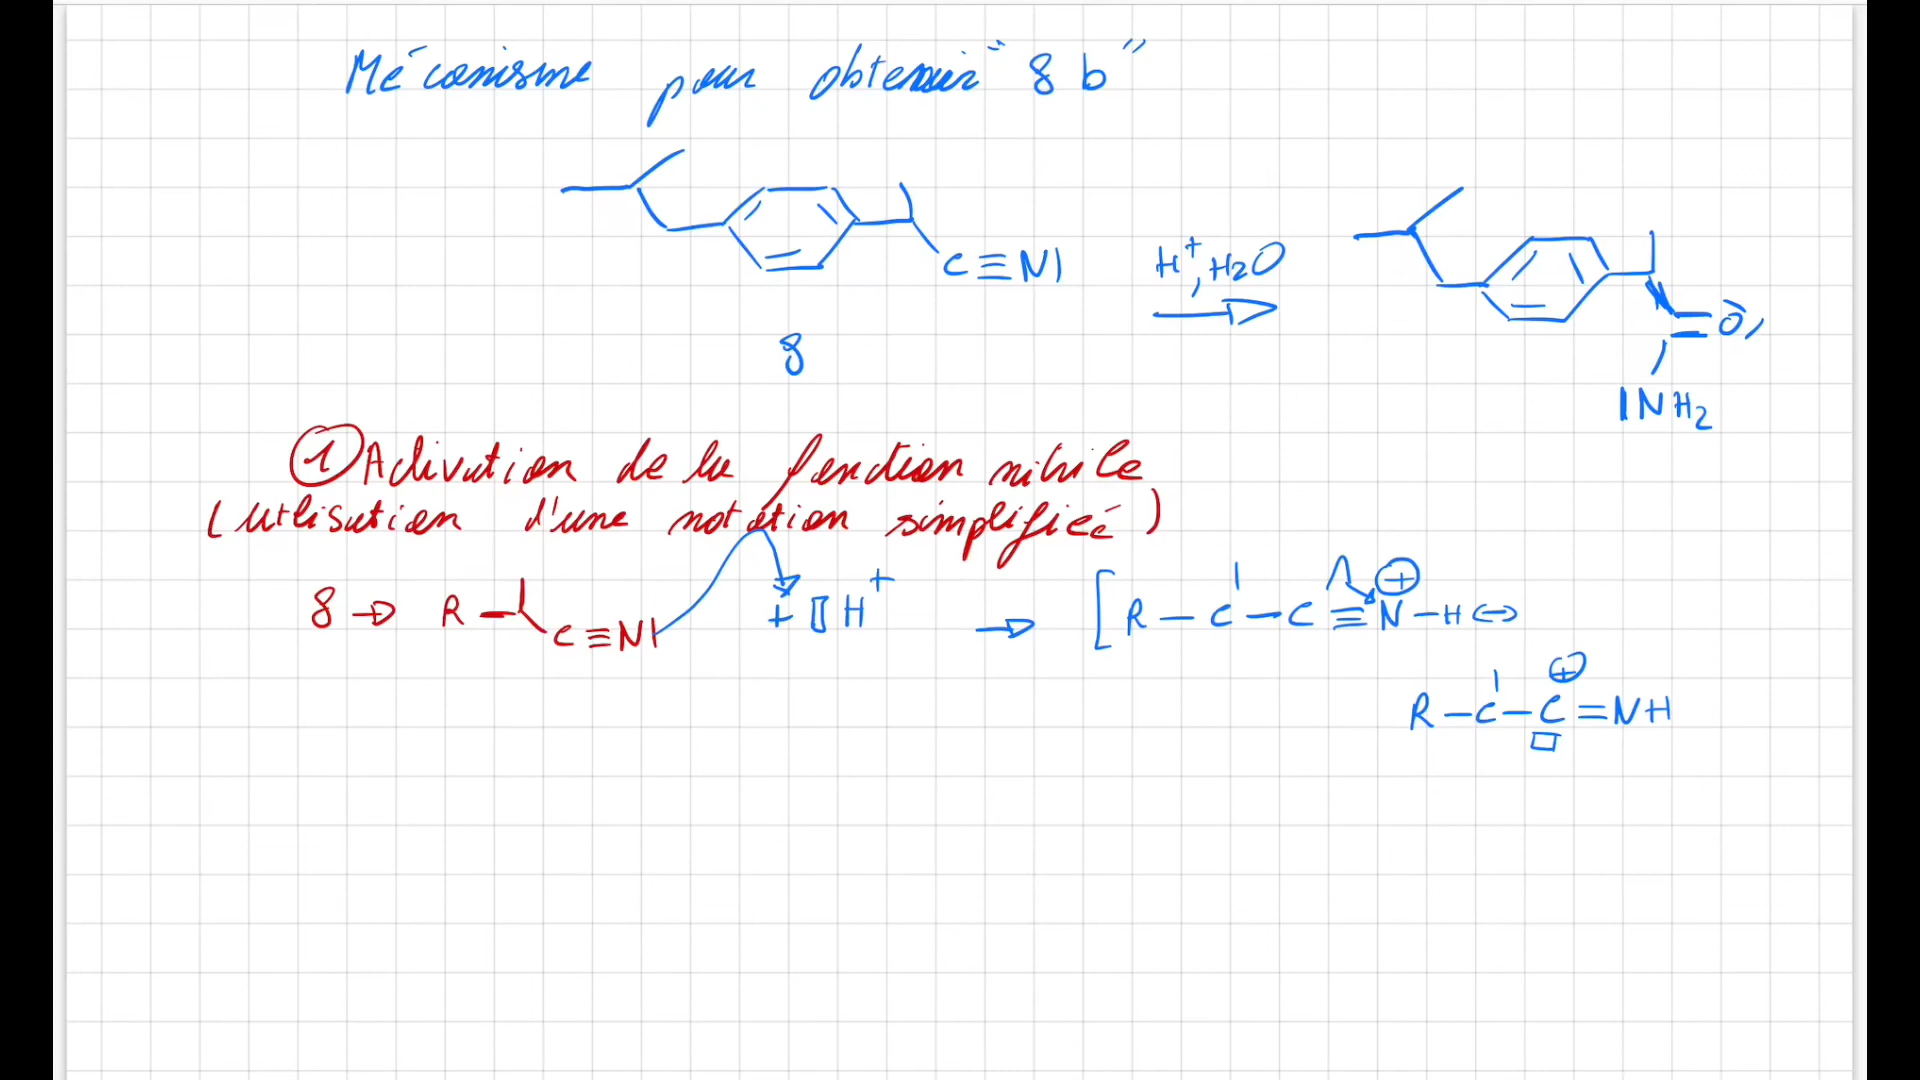 Mécanisme pour obtenir "8 b"
C≡N|
H⁺, H₂O
8
=O
|NH₂
① Activation de la fonction nitrile
(utilisation d'une notation simplifiée)
8 → R – C≡N| + □H⁺ → [R – C – C≡N – H ↔
⊕
⊕
R – C – C = NH
□